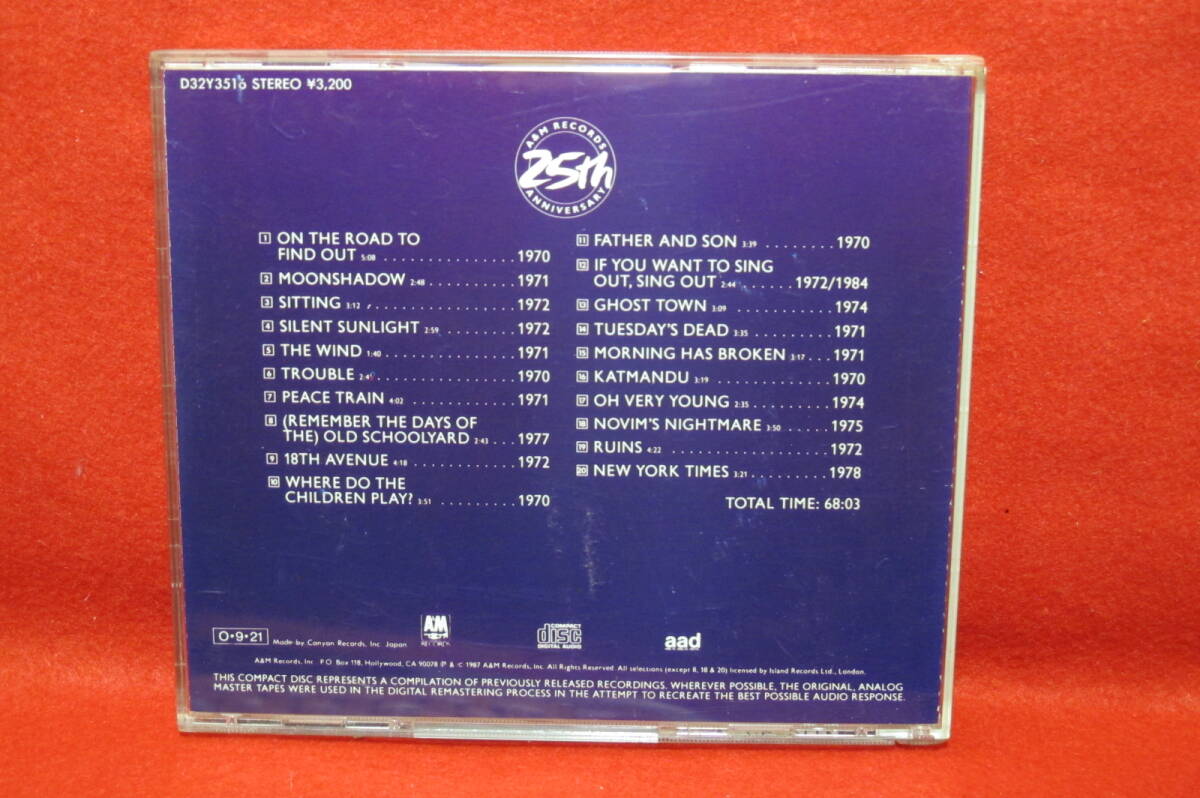 D32Y3516 STEREO ¥3,200
A&M RECORDS
25th
ANNIVERSARY
1 ON THE ROAD TO
FIND OUT 5:08 ................ 1970
2 MOONSHADOW 2:48 ........... 1971
3 SITTING 3:12 .................. 1972
4 SILENT SUNLIGHT 2:59 ......... 1972
5 THE WIND 1:40 ................ 1971
6 TROUBLE ................. 1970
7 PEACE TRAIN 4:02 .............. 1971
8 (REMEMBER THE DAYS OF
THE) OLD SCHOOLYARD 2:43 ... 1977
9 18TH AVENUE 4:18 ............. 1972
10 WHERE DO THE
CHILDREN PLAY? 3:51 ......... 1970
11 FATHER AND SON 3:39 ........ 1970
12 IF YOU WANT TO SING
OUT, SING OUT 2:44 ...... 1972/1984
13 GHOST TOWN 3:09 ............ 1974
14 TUESDAY'S DEAD 3:35 .......... 1971
15 MORNING HAS BROKEN 3:17 ... 1971
16 KATMANDU 3:19 .............. 1970
17 OH VERY YOUNG 2:35 ......... 1974
18 NOVIM'S NIGHTMARE 3:50 ..... 1975
19 RUINS 4:22 ................... 1972
20 NEW YORK TIMES 3:21 ......... 1978
TOTAL TIME: 68:03
O•9•21 Made by Canyon Records, Inc. Japan
A&M RECORDS
COMPACT disc DIGITAL AUDIO
aad
A&M Records, Inc. P.O. Box 118, Hollywood, CA 90078 ℗ & © 1987 A&M Records, Inc. All Rights Reserved. All selections (except 8, 18 & 20) licensed by Island Records Ltd., London.
THIS COMPACT DISC REPRESENTS A COMPILATION OF PREVIOUSLY RELEASED RECORDINGS. WHEREVER POSSIBLE, THE ORIGINAL, ANALOG
MASTER TAPES WERE USED IN THE DIGITAL REMASTERING PROCESS IN THE ATTEMPT TO RECREATE THE BEST POSSIBLE AUDIO RESPONSE.